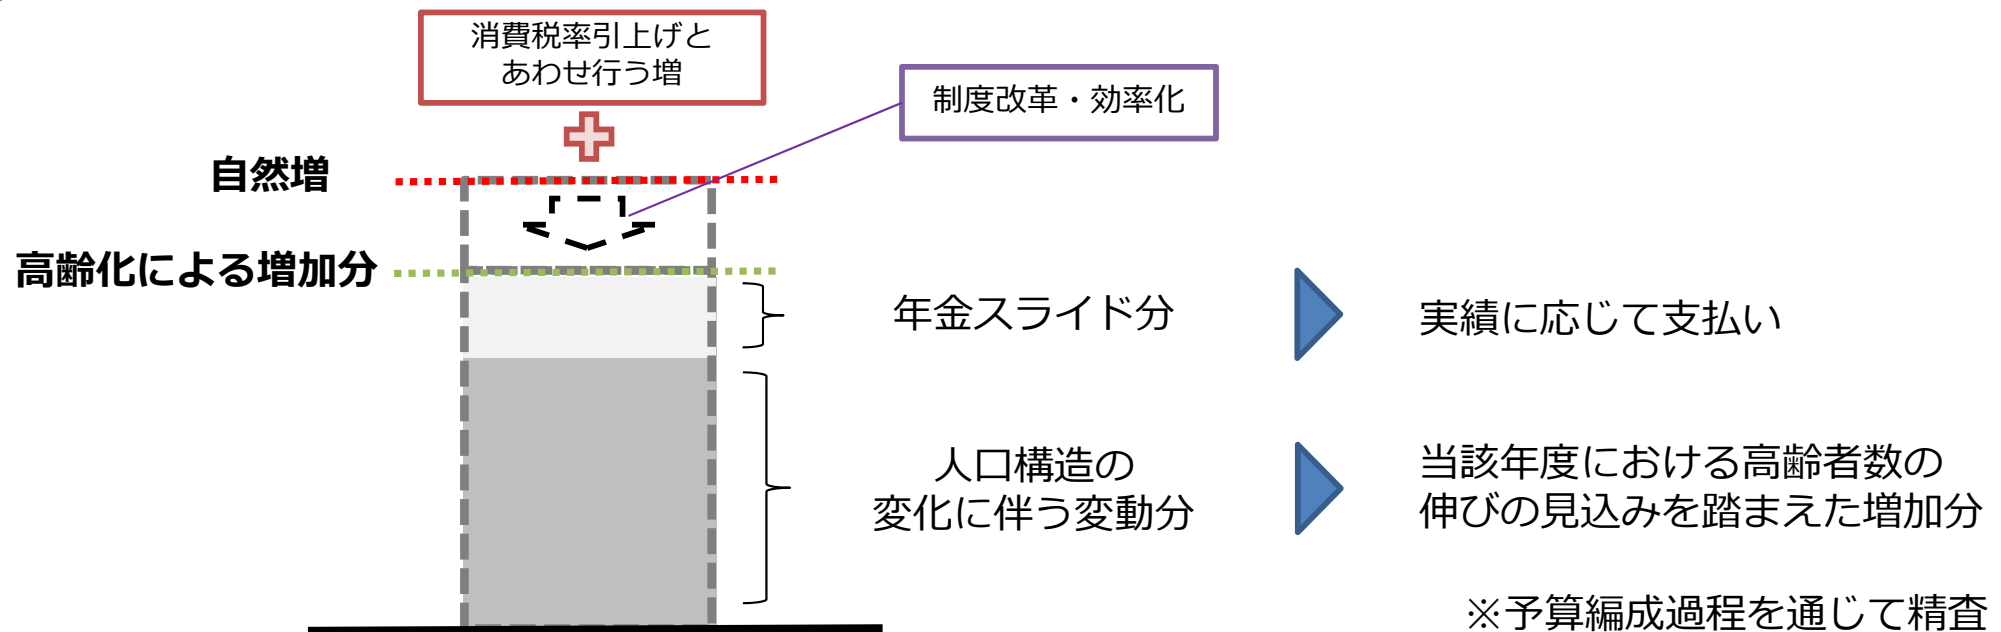 消費税率引上げと
あわせ行う増
制度改革・効率化
自然増
高齢化による増加分
年金スライド分
実績に応じて支払い
人口構造の
変化に伴う変動分
当該年度における高齢者数の
伸びの見込みを踏まえた増加分
※予算編成過程を通じて精査